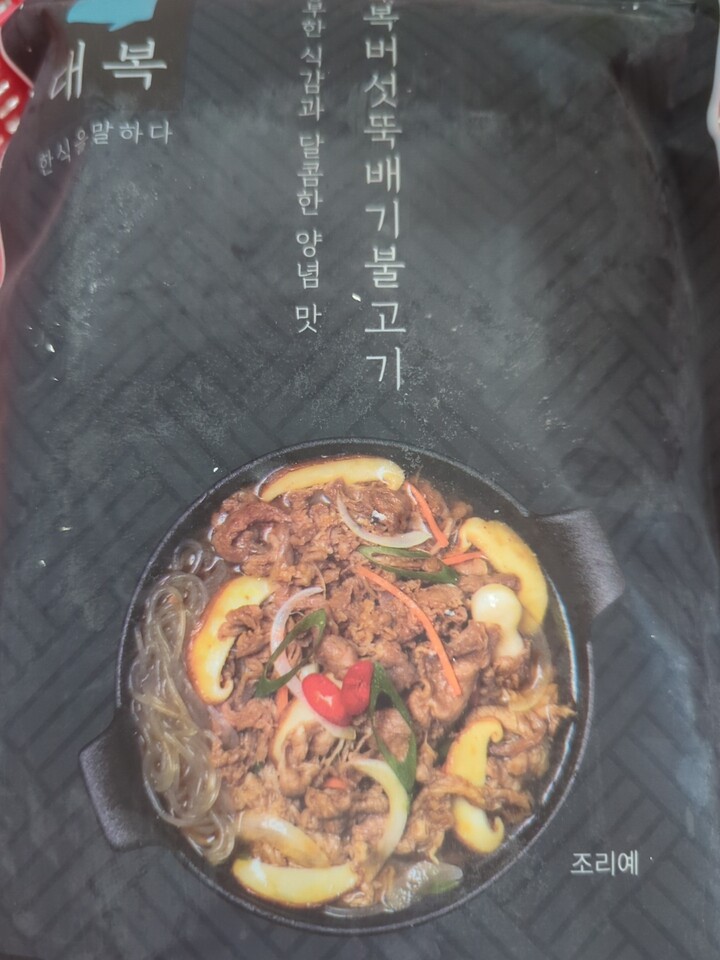 대복
한식을 말하다
복버섯뚝배기불고기
한 식감과 달콤한 양념 맛
조리예